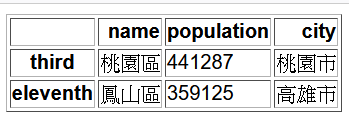 name population city
third 桃園區 441287 桃園市
eleventh 鳳山區 359125 高雄市